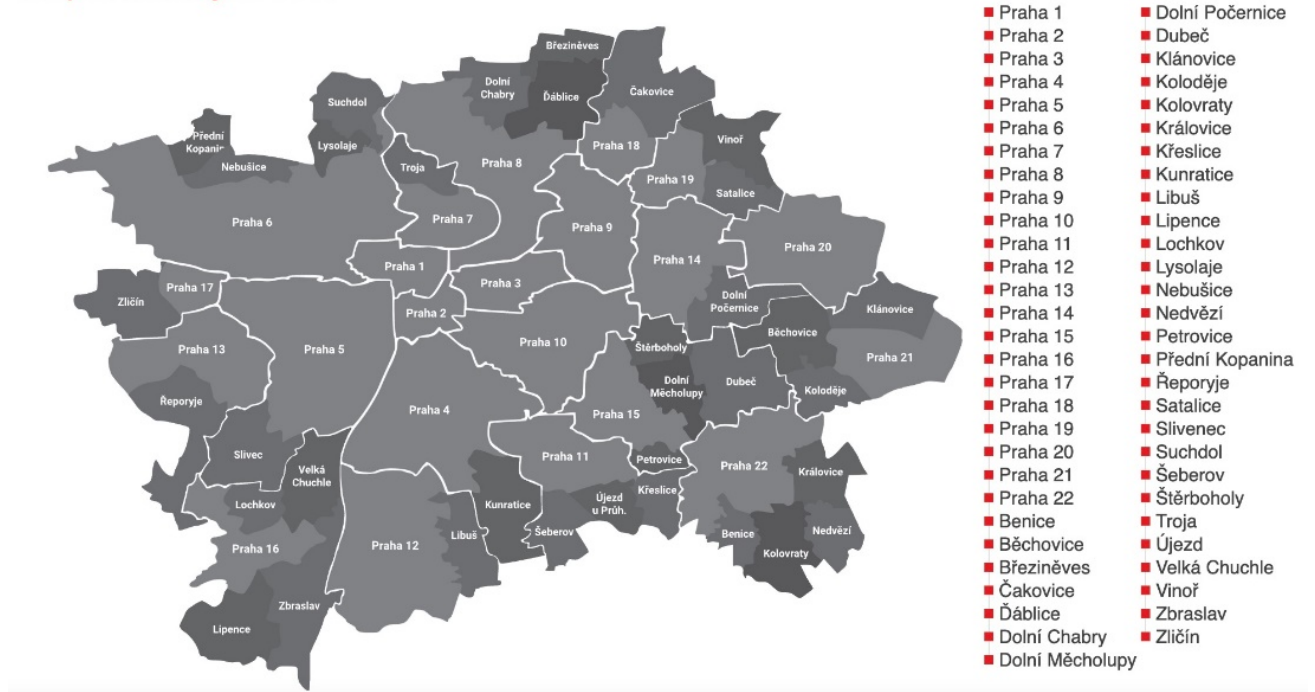 Březiněves
Dolní
Chabry
Ďáblice
Čakovice
Suchdol
Přední
Kopanin
Lysolaje
Nebušice
Troja
Praha 8
Praha 18
Vinoř
Praha 19
Satalice
Praha 6
Praha 7
Praha 9
Praha 20
Praha 14
Praha 1
Praha 3
Praha 17
Zličín
Praha 2
Dolní
Počernice
Klánovice
Běchovice
Praha 13
Praha 5
Praha 10
Štěrboholy
Praha 21
Dolní
Měcholupy
Dubeč
Koloděje
Řeporyje
Praha 4
Praha 15
Slivec
Velká
Chuchle
Praha 11
Petrovice
Praha 22
Královice
Lochkov
Kunratice
Křeslice
Újezd
u Průh.
Praha 16
Praha 12
Libuš
Šeberov
Benice
Nedvězí
Kolovraty
Zbraslav
Lipence
Praha 1
Praha 2
Praha 3
Praha 4
Praha 5
Praha 6
Praha 7
Praha 8
Praha 9
Praha 10
Praha 11
Praha 12
Praha 13
Praha 14
Praha 15
Praha 16
Praha 17
Praha 18
Praha 19
Praha 20
Praha 21
Praha 22
Benice
Běchovice
Březiněves
Čakovice
Ďáblice
Dolní Chabry
Dolní Měcholupy
Dolní Počernice
Dubeč
Klánovice
Koloděje
Kolovraty
Královice
Křeslice
Kunratice
Libuš
Lipence
Lochkov
Lysolaje
Nebušice
Nedvězí
Petrovice
Přední Kopanina
Řeporyje
Satalice
Slivenec
Suchdol
Šeberov
Štěrboholy
Troja
Újezd
Velká Chuchle
Vinoř
Zbraslav
Zličín